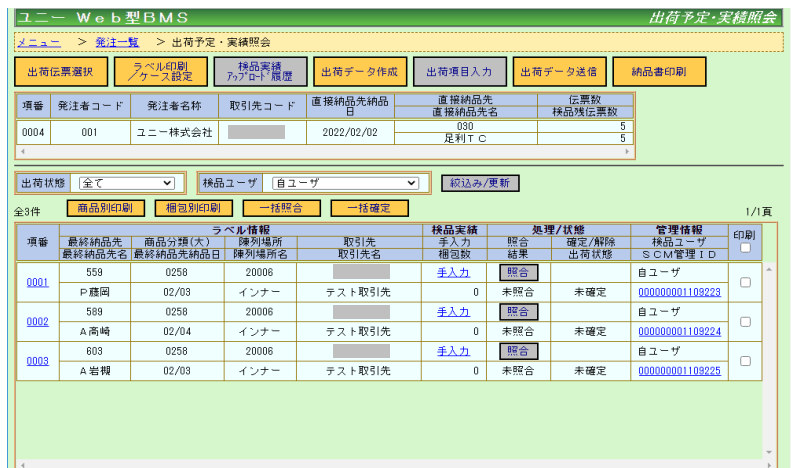 ユニー Web型BMS 出荷予定・実績照会
メニュー > 発注一覧 > 出荷予定・実績照会
出荷伝票選択 ラベル印刷／ケース設定 検品実績ｱｯﾌﾟﾛｰﾄﾞ履歴 出荷データ作成 出荷項目入力 出荷データ送信 納品書印刷
項番 発注者コード 発注者名称 取引先コード 直接納品先納品日 直接納品先 伝票数
直接納品先名 検品残伝票数
0004 001 ユニー株式会社 2022/02/02 030 5
足利TC 5
出荷状態 全て 検品ユーザ 自ユーザ 絞込み/更新
全3件 商品別印刷 梱包別印刷 一括照合 一括確定 1/1頁
項番 ラベル情報 検品実績 処理/状態 管理情報 印刷
最終納品先 商品分類(大) 陳列場所 取引先 手入力 照合 確定/解除 検品ユーザ
最終納品先名 最終納品先納品日 陳列場所名 取引先名 梱包数 結果 出荷状態 SCM管理ID
0001 559 0258 20006 手入力 照合 自ユーザ
P藤岡 02/03 インナー テスト取引先 0 未照合 未確定 000000001109223
0002 589 0258 20006 手入力 照合 自ユーザ
A高崎 02/04 インナー テスト取引先 0 未照合 未確定 000000001109224
0003 603 0258 20006 手入力 照合 自ユーザ
A岩槻 02/03 インナー テスト取引先 0 未照合 未確定 000000001109225